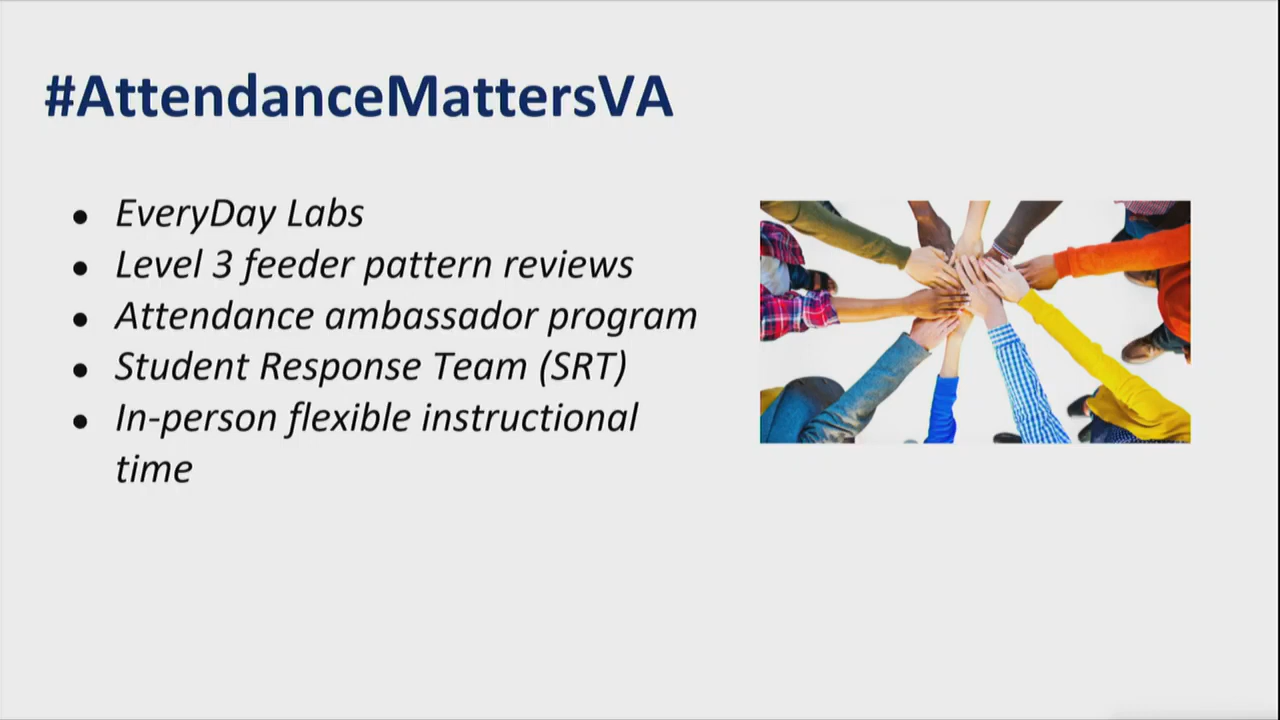 #AttendanceMattersVA
● EveryDay Labs
● Level 3 feeder pattern reviews
● Attendance ambassador program
● Student Response Team (SRT)
● In-person flexible instructional
time